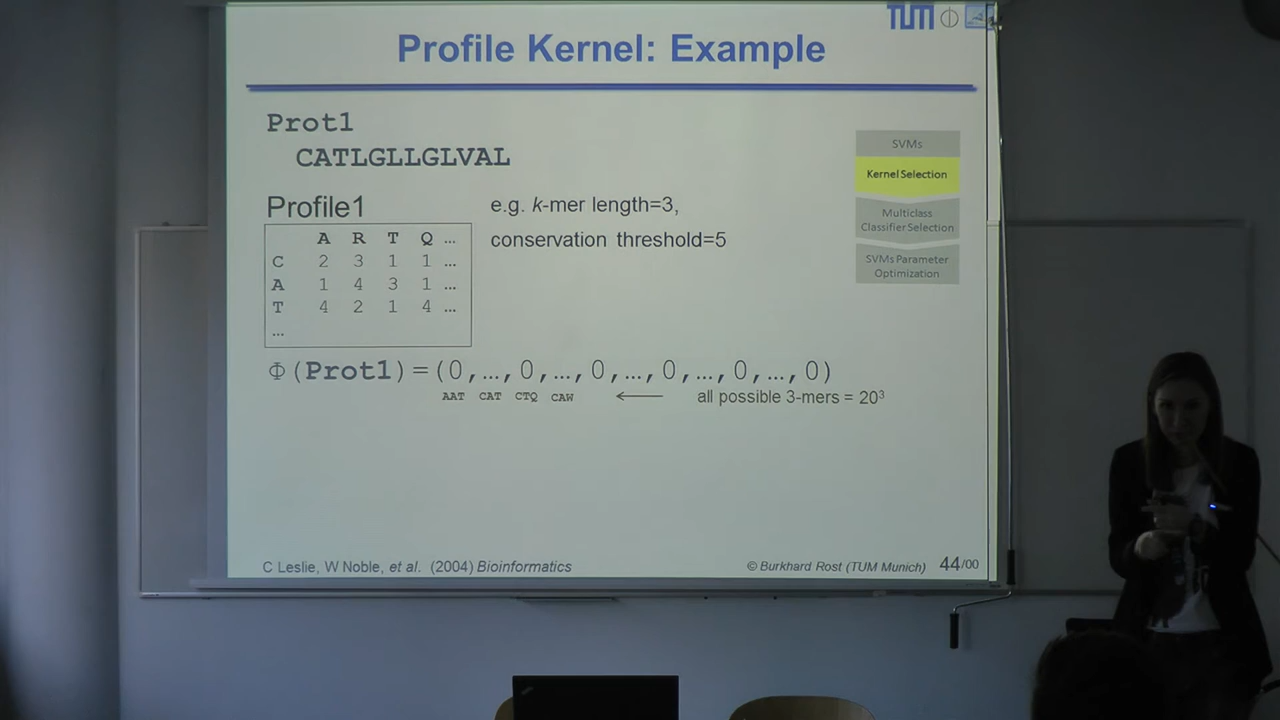 TUM
Profile Kernel: Example
Prot1
CATLGLLGLVAL
Profile1
e.g. k-mer length=3,
conservation threshold=5
A R T Q ...
C 2 3 1 1 ...
A 1 4 3 1 ...
T 4 2 1 4 ...
...
Φ(Prot1)=(0,...,0,...,0,...,0,...,0,...,0)
AAT CAT CTQ CAW ← all possible 3-mers = 20³
SVMs
Kernel Selection
Multiclass
Classifier Selection
SVMs Parameter
Optimization
C Leslie, W Noble, et al. (2004) Bioinformatics
© Burkhard Rost (TUM Munich) 44/00